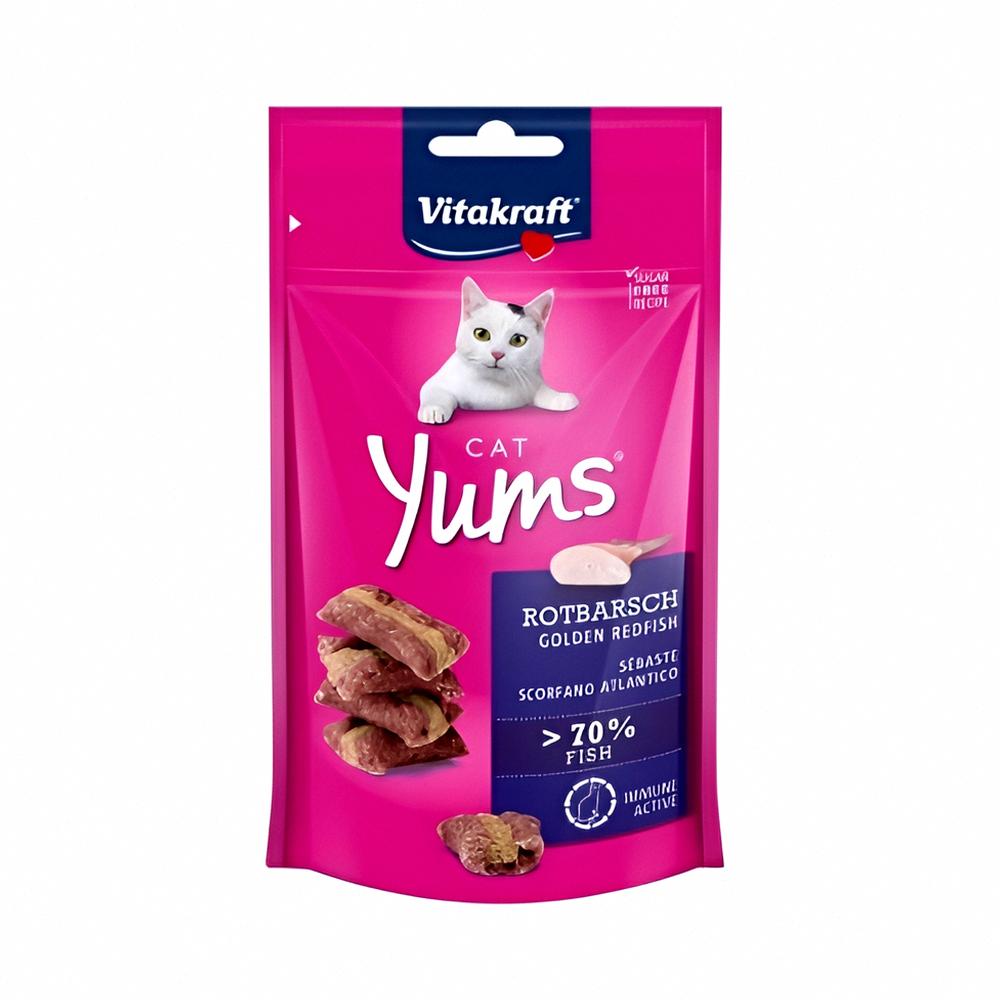 Vitakraft®
CAT
Yums®
ROTBARSCH
GOLDEN REDFISH
SÉBASTE
SCORFANO ATLANTICO
> 70%
FISH
IMMUNE
ACTIVE